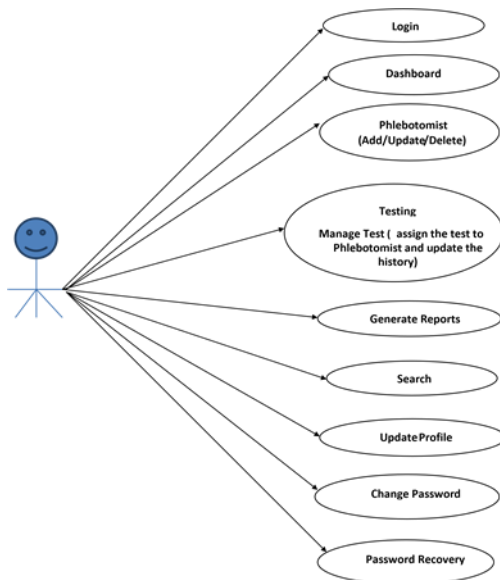 Login
Dashboard
Phlebotomist
(Add/Update/Delete)
Testing
Manage Test ( assign the test to
Phlebotomist and update the
history)
Generate Reports
Search
Update Profile
Change Password
Password Recovery